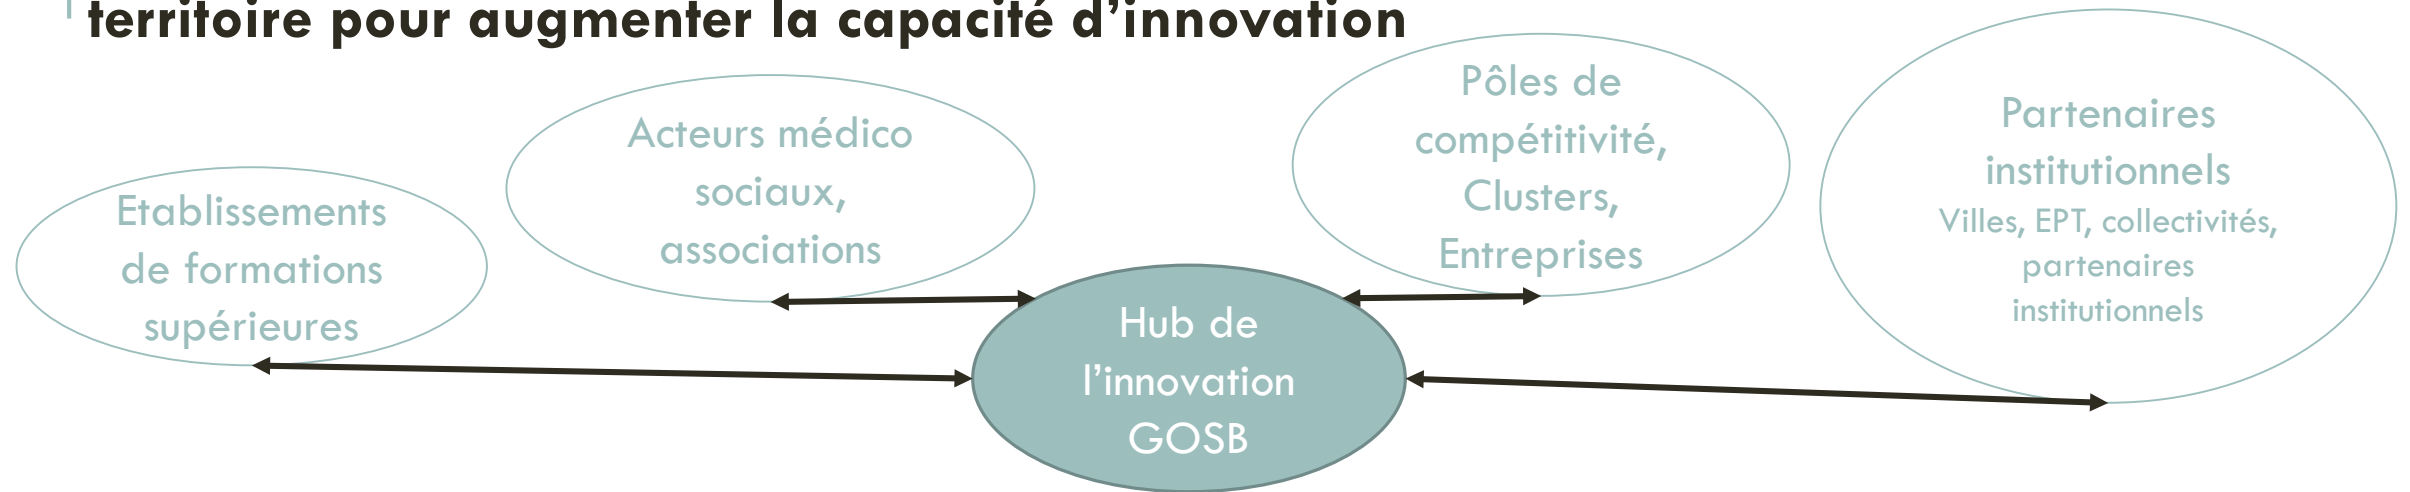 territoire pour augmenter la capacité d’innovation
Etablissements
de formations
supérieures
Acteurs médico
sociaux,
associations
Pôles de
compétitivité,
Clusters,
Entreprises
Partenaires
institutionnels
Villes, EPT, collectivités,
partenaires
institutionnels
Hub de
l’innovation
GOSB